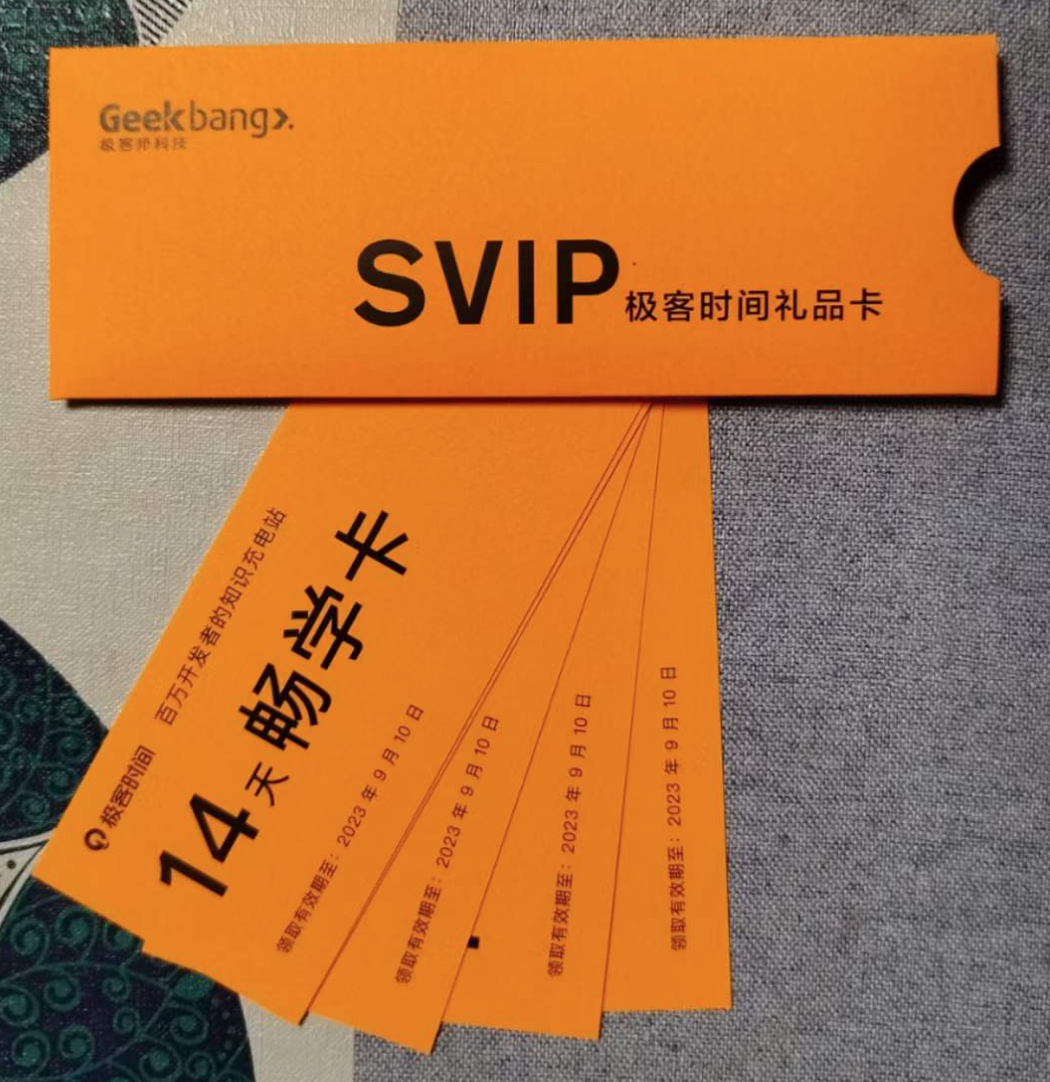 Geekbang>.
极客邦科技
SVIP 极客时间礼品卡
极客时间 百万开发者的知识充电站
14天畅学卡
领取有效期至：2023 年 9 月 10 日
领取有效期至：2023 年 9 月 10 日
领取有效期至：2023 年 9 月 10 日
领取有效期至：2023 年 9 月 10 日